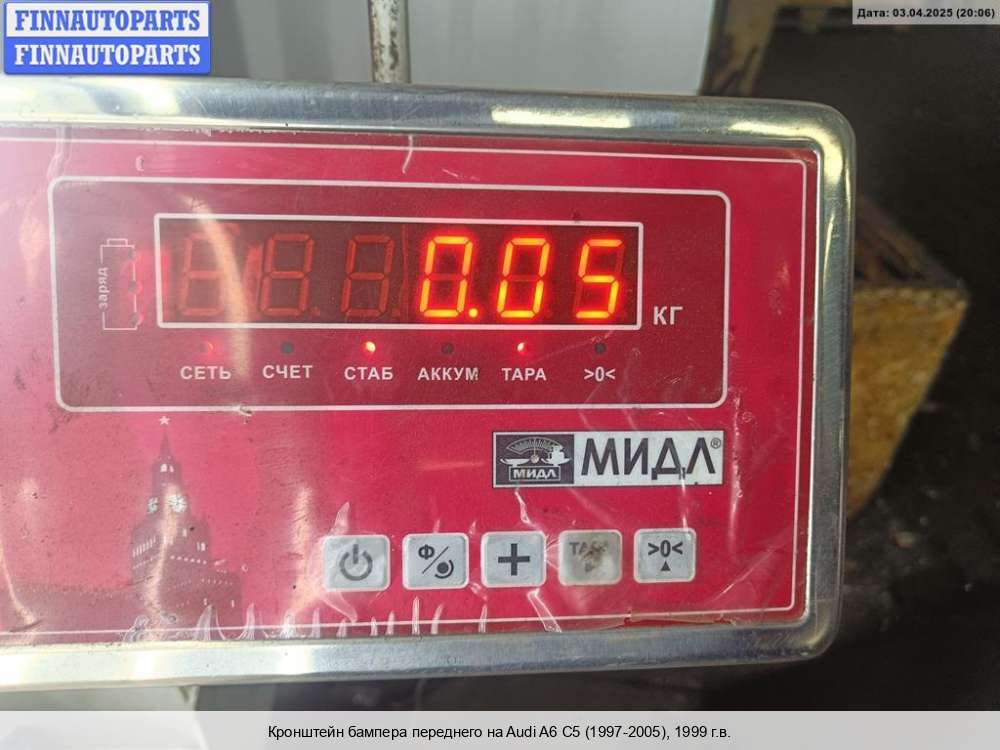 FINNAUTOPARTS
FINNAUTOPARTS
Дата: 03.04.2025 (20:06)
0.05
заряд
КГ
СЕТЬ СЧЕТ СТАБ АККУМ ТАРА >0<
МИДЛ
МИДЛ®
Ф/ + >0<
Кронштейн бампера переднего на Audi A6 C5 (1997-2005), 1999 г.в.